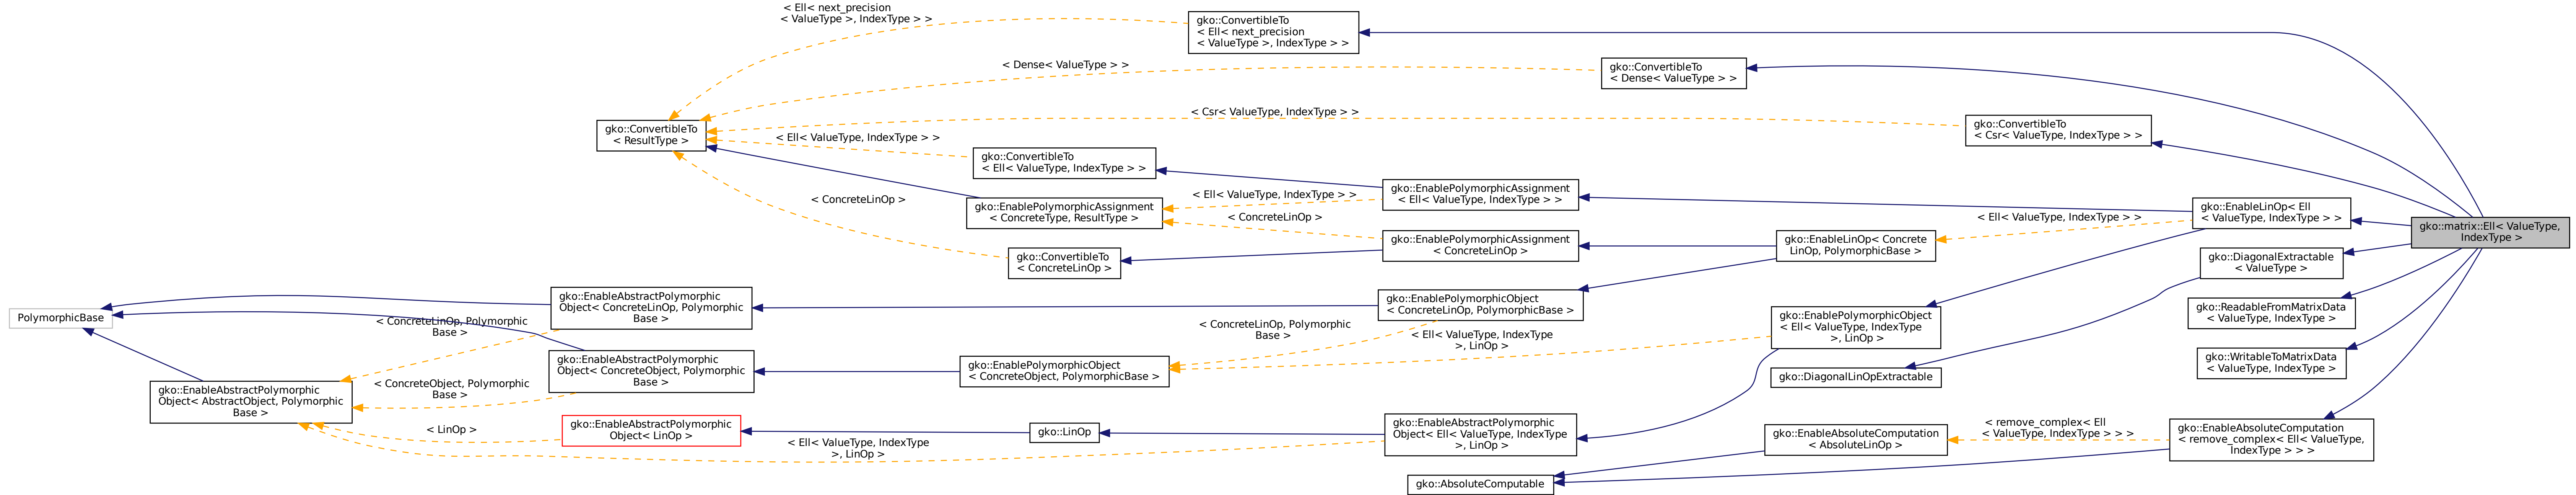 < Ell< next_precision
< ValueType >, IndexType > >
gko::ConvertibleTo
< Ell< next_precision
< ValueType >, IndexType > >
< Dense< ValueType > >
gko::ConvertibleTo
< Dense< ValueType > >
gko::ConvertibleTo
< ResultType >
< Csr< ValueType, IndexType > >
gko::ConvertibleTo
< Csr< ValueType, IndexType > >
< Ell< ValueType, IndexType > >
gko::ConvertibleTo
< Ell< ValueType, IndexType > >
gko::EnablePolymorphicAssignment
< ConcreteType, ResultType >
< Ell< ValueType, IndexType > >
gko::EnablePolymorphicAssignment
< Ell< ValueType, IndexType > >
< ConcreteLinOp >
< ConcreteLinOp >
gko::ConvertibleTo
< ConcreteLinOp >
gko::EnablePolymorphicAssignment
< ConcreteLinOp >
gko::EnableLinOp< Concrete
LinOp, PolymorphicBase >
< Ell< ValueType, IndexType > >
gko::EnableLinOp< Ell
< ValueType, IndexType > >
gko::matrix::Ell< ValueType,
IndexType >
gko::DiagonalExtractable
< ValueType >
gko::ReadableFromMatrixData
< ValueType, IndexType >
gko::WritableToMatrixData
< ValueType, IndexType >
PolymorphicBase
gko::EnableAbstractPolymorphic
Object< ConcreteLinOp, Polymorphic
Base >
< ConcreteLinOp, Polymorphic
Base >
gko::EnablePolymorphicObject
< ConcreteLinOp, PolymorphicBase >
< ConcreteLinOp, Polymorphic
Base >
< Ell< ValueType, IndexType
>, LinOp >
gko::EnablePolymorphicObject
< Ell< ValueType, IndexType
>, LinOp >
gko::EnableAbstractPolymorphic
Object< ConcreteObject, Polymorphic
Base >
gko::EnablePolymorphicObject
< ConcreteObject, PolymorphicBase >
gko::DiagonalLinOpExtractable
gko::EnableAbstractPolymorphic
Object< AbstractObject, Polymorphic
Base >
< ConcreteObject, Polymorphic
Base >
< LinOp >
gko::EnableAbstractPolymorphic
Object< LinOp >
< Ell< ValueType, IndexType
>, LinOp >
gko::LinOp
gko::EnableAbstractPolymorphic
Object< Ell< ValueType, IndexType
>, LinOp >
gko::EnableAbsoluteComputation
< AbsoluteLinOp >
< remove_complex< Ell
< ValueType, IndexType > > >
gko::EnableAbsoluteComputation
< remove_complex< Ell< ValueType,
IndexType > > >
gko::AbsoluteComputable